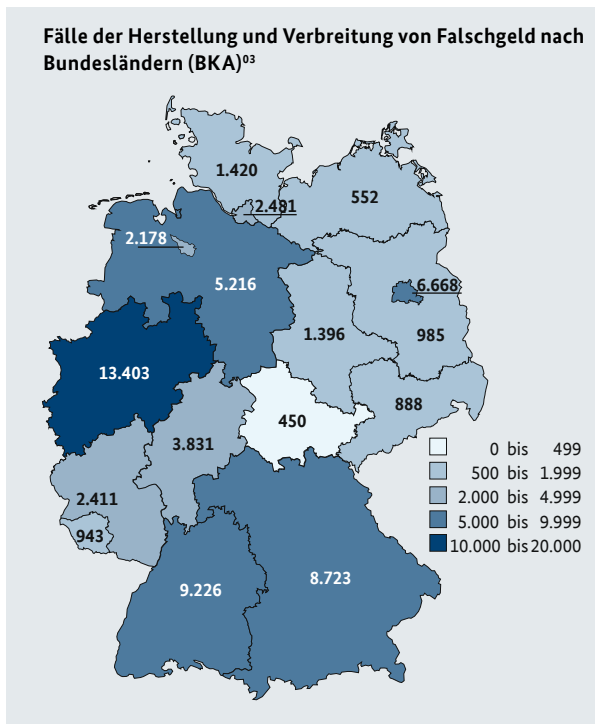 Fälle der Herstellung und Verbreitung von Falschgeld nach
Bundesländern (BKA)⁰³
1.420
2.481
552
2.178
5.216
6.668
1.396
985
13.403
888
450
3.831
2.411
943
9.226
8.723
0 bis 499
500 bis 1.999
2.000 bis 4.999
5.000 bis 9.999
10.000 bis 20.000